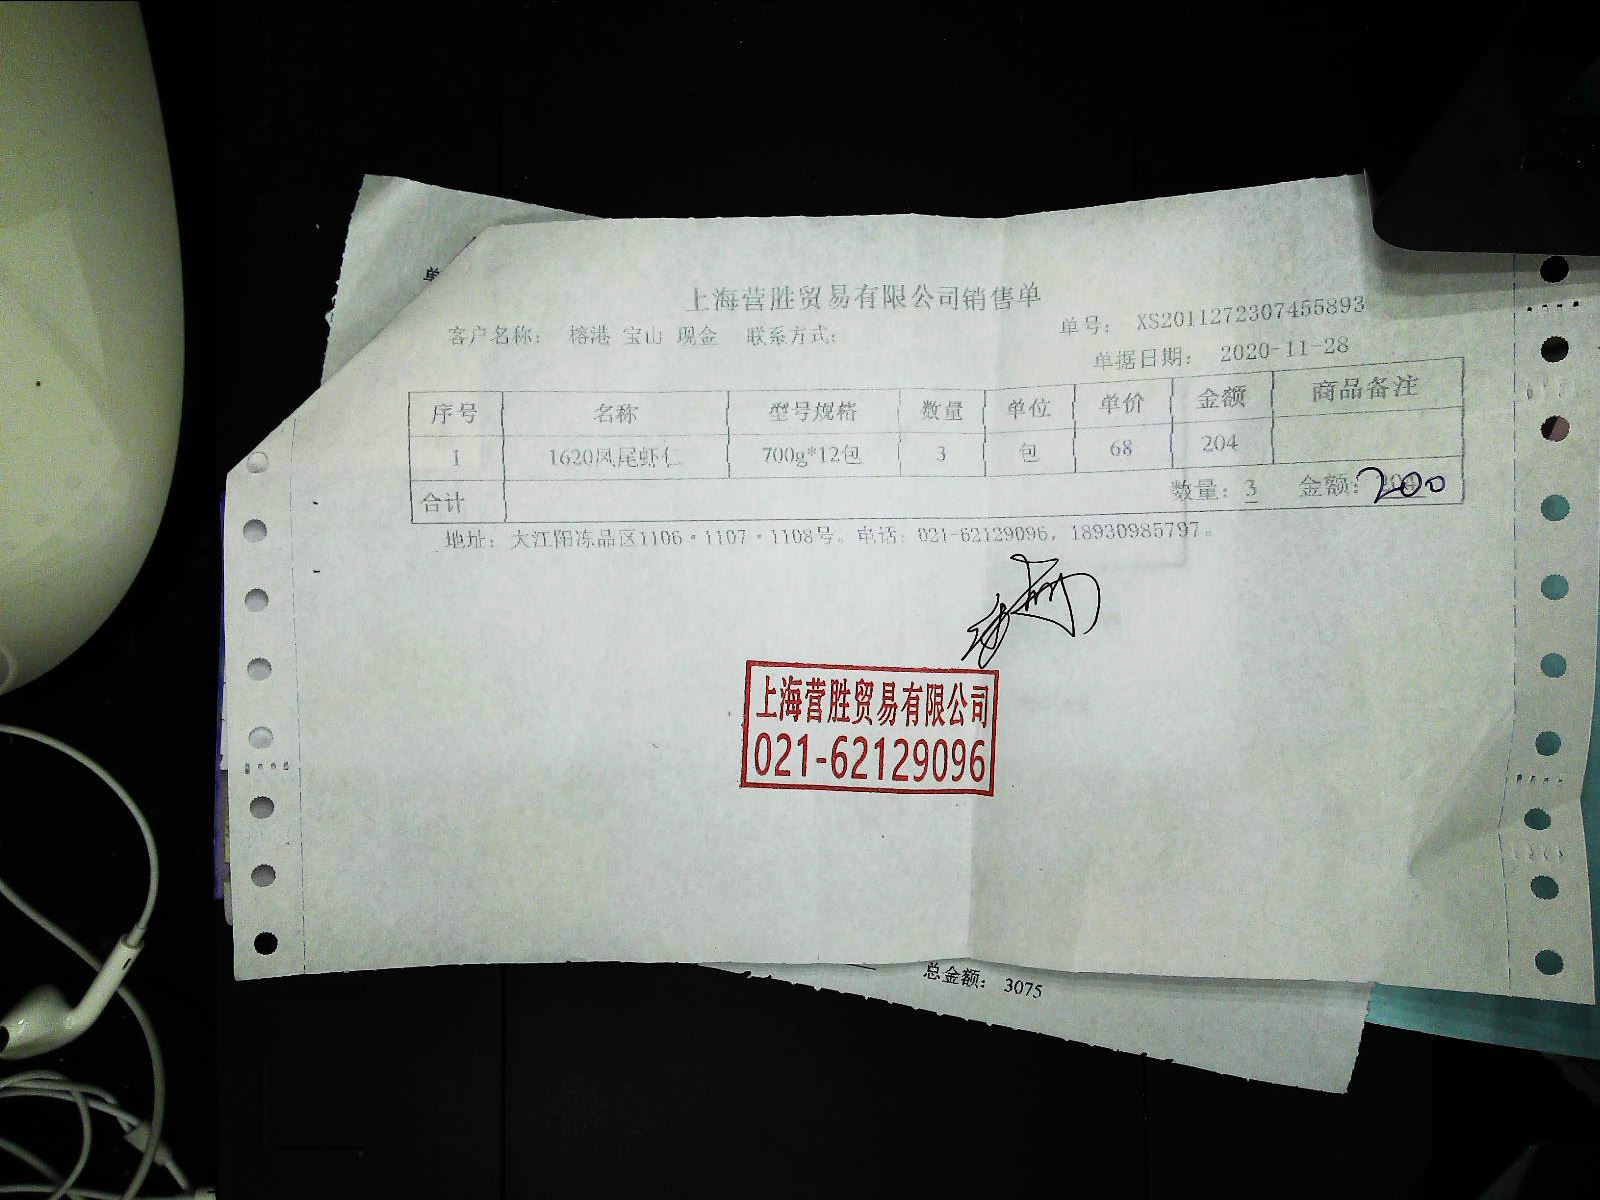 上海营胜贸易有限公司销售单
客户名称： 榕港 宝山 现金 联系方式： 单号： XS2011272307455893
单据日期： 2020-11-28
序号 名称 型号规格 数量 单位 单价 金额 商品备注
1 1620凤尾虾仁 700g*12包 3 包 68 204
合计 数量：3 金额：200
地址： 大江阳冻品区1106·1107·1108号。电话：021-62129096，18930985797。
上海营胜贸易有限公司
021-62129096
总金额： 3075